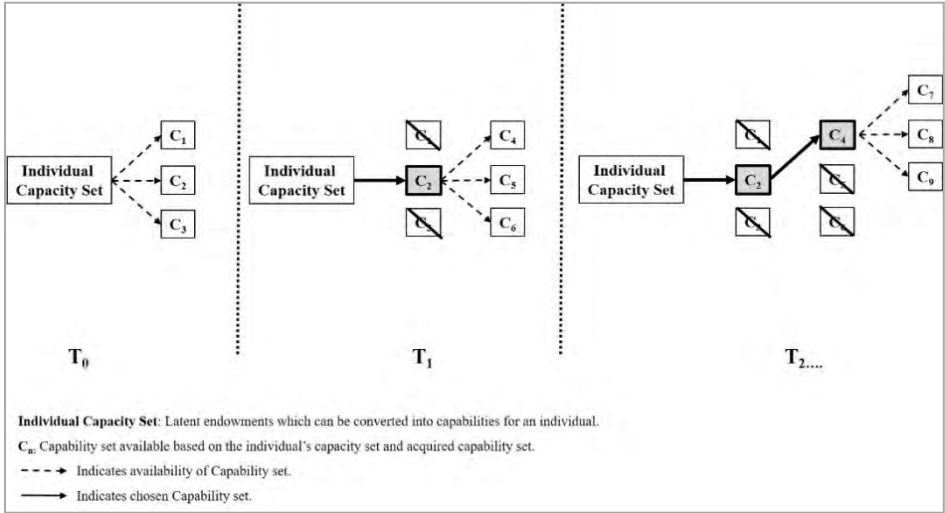 Individual
Capacity Set
C₁
C₂
C₃
T₀
Individual
Capacity Set
C₂
C₄
C₅
C₆
T₁
Individual
Capacity Set
C₂
C₄
C₇
C₈
C₉
T₂....
Individual Capacity Set: Latent endowments which can be converted into capabilities for an individual.
Cₙ: Capability set available based on the individual's capacity set and acquired capability set.
Indicates availability of Capability set.
Indicates chosen Capability set.